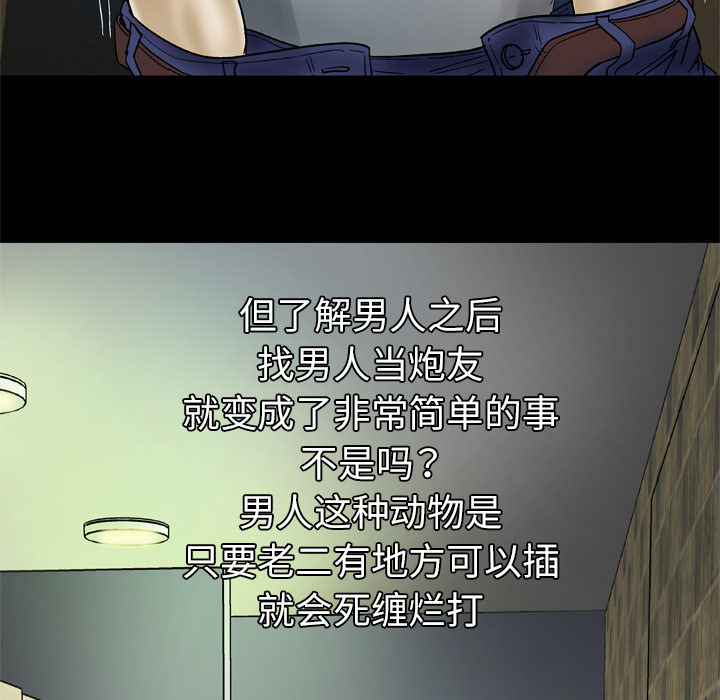 但了解男人之后
找男人当炮友
就变成了非常简单的事
不是吗？
男人这种动物是
只要老二有地方可以插
就会死缠烂打